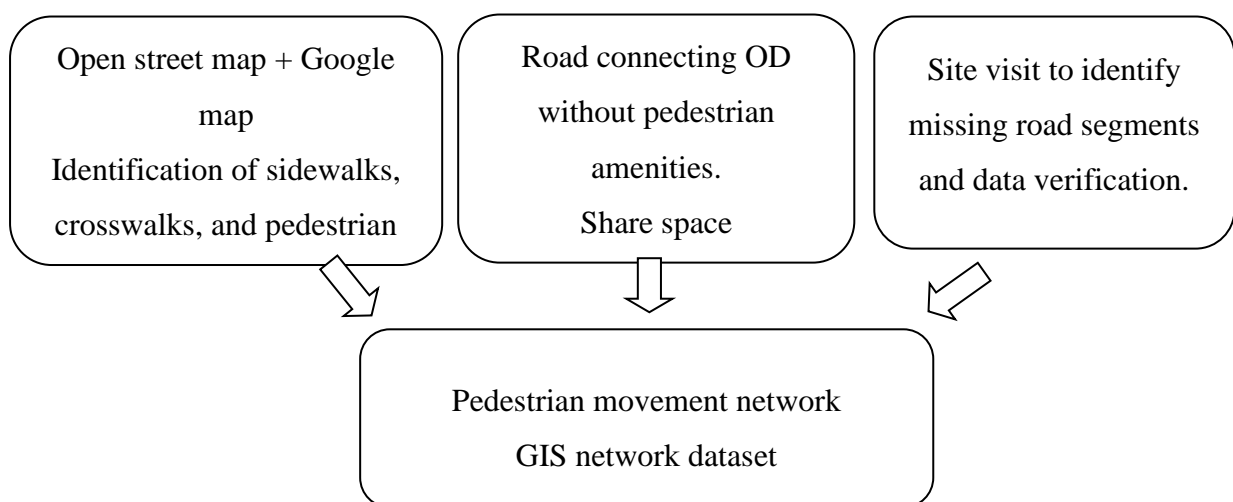 Open street map + Google
map
Identification of sidewalks,
crosswalks, and pedestrian
Road connecting OD
without pedestrian
amenities.
Share space
Site visit to identify
missing road segments
and data verification.
Pedestrian movement network
GIS network dataset